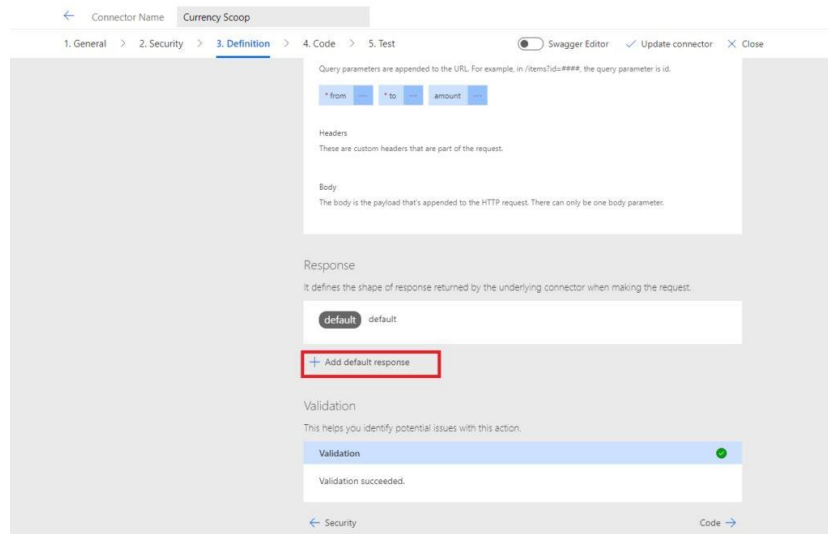 Connector Name Currency Scoop
1. General > 2. Security > 3. Definition > 4. Code > 5. Test Swagger Editor Update connector Close
Query parameters are appended to the URL. For example, in /items?id=####, the query parameter is id.
* from ... * to ... amount ...
Headers
These are custom headers that are part of the request.
Body
The body is the payload that's appended to the HTTP request. There can only be one body parameter.
Response
It defines the shape of response returned by the underlying connector when making the request.
default default
+ Add default response
Validation
This helps you identify potential issues with this action.
Validation
Validation succeeded.
← Security Code →